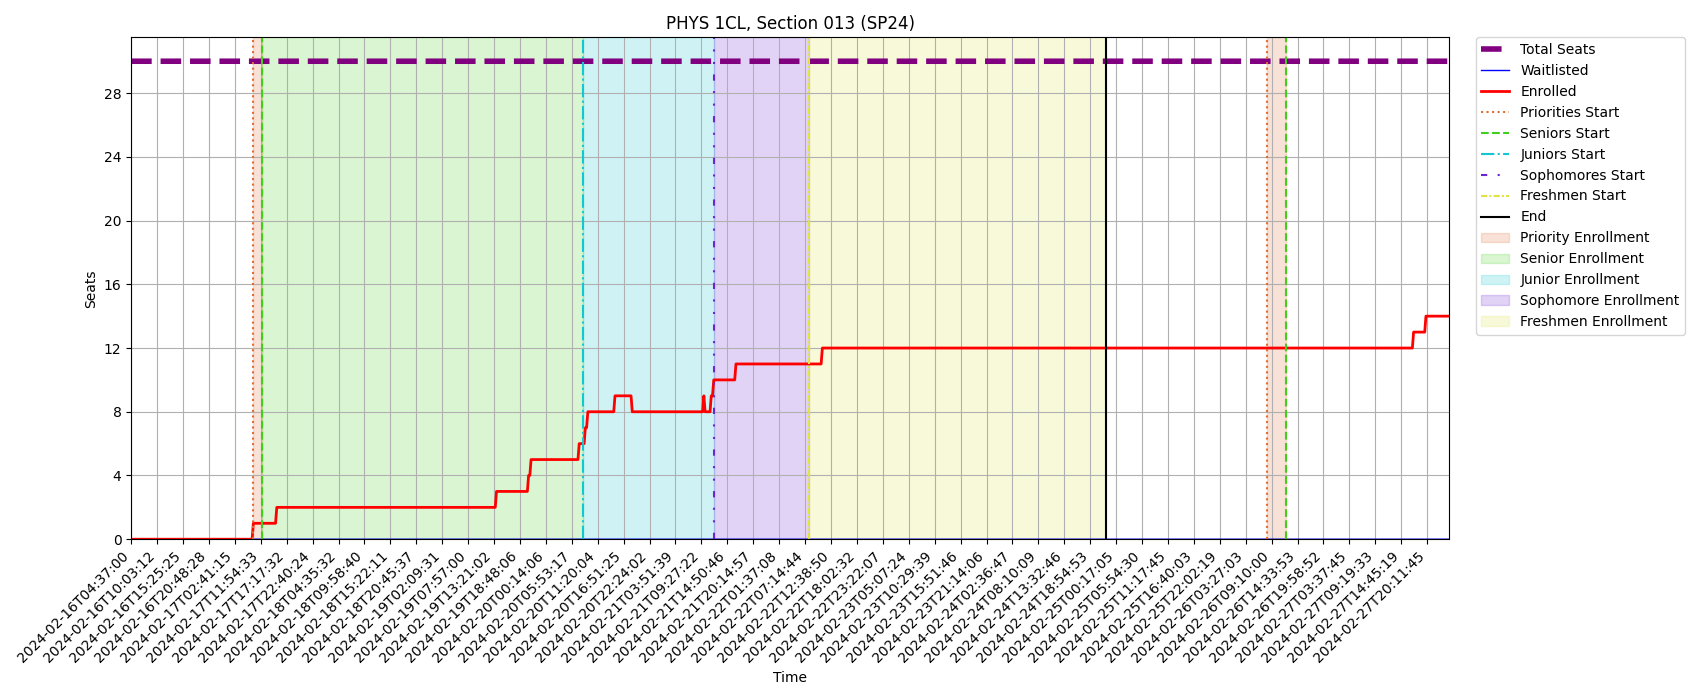 PHYS 1CL, Section 013 (SP24)
Seats
28
24
20
16
12
8
4
0
2024-02-16T04:37:00
2024-02-16T10:03:12
2024-02-16T15:25:25
2024-02-16T20:48:28
2024-02-17T02:41:15
2024-02-17T11:54:33
2024-02-17T17:17:32
2024-02-17T22:40:24
2024-02-18T04:35:32
2024-02-18T09:58:40
2024-02-18T15:22:11
2024-02-18T20:45:37
2024-02-19T02:09:31
2024-02-19T07:57:00
2024-02-19T13:21:02
2024-02-19T18:48:06
2024-02-20T00:14:06
2024-02-20T05:53:17
2024-02-20T11:20:04
2024-02-20T16:51:25
2024-02-20T22:24:02
2024-02-21T03:51:39
2024-02-21T09:27:22
2024-02-21T14:50:46
2024-02-21T20:14:57
2024-02-22T01:37:08
2024-02-22T07:14:44
2024-02-22T12:38:50
2024-02-22T18:02:32
2024-02-22T23:22:07
2024-02-23T05:07:24
2024-02-23T10:29:39
2024-02-23T15:51:46
2024-02-23T21:14:06
2024-02-24T02:36:47
2024-02-24T08:10:09
2024-02-24T13:32:46
2024-02-24T18:54:53
2024-02-25T00:17:05
2024-02-25T05:54:30
2024-02-25T11:17:45
2024-02-25T16:40:03
2024-02-25T22:02:19
2024-02-26T03:27:03
2024-02-26T09:10:00
2024-02-26T14:33:53
2024-02-26T19:58:52
2024-02-27T03:37:45
2024-02-27T09:19:33
2024-02-27T14:45:19
2024-02-27T20:11:45
Time
Total Seats
Waitlisted
Enrolled
Priorities Start
Seniors Start
Juniors Start
Sophomores Start
Freshmen Start
End
Priority Enrollment
Senior Enrollment
Junior Enrollment
Sophomore Enrollment
Freshmen Enrollment